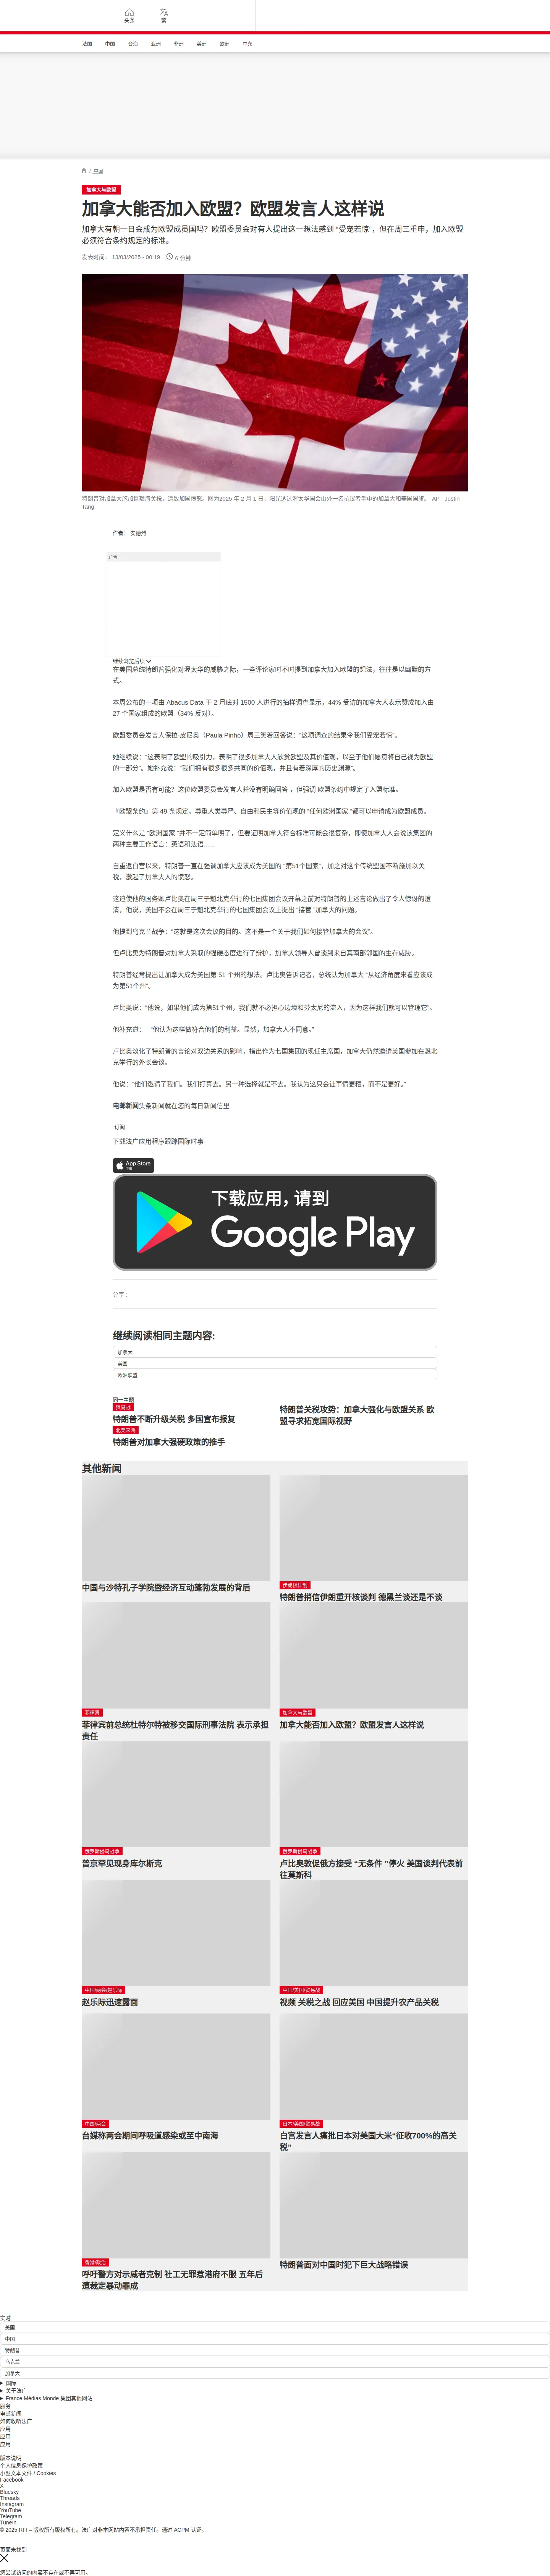 头条
繁
法国
中国
台海
亚洲
非洲
美洲
欧洲
中东
加拿大与欧盟
加拿大能否加入欧盟？欧盟发言人这样说
加拿大有朝一日会成为欧盟成员国吗？欧盟委员会对有人提出这一想法感到 “受宠若惊”，但在周三重申，加入欧盟
必须符合条约规定的标准。
发表时间： 13/03/2025 - 00:19
6 分钟
特朗普对加拿大施加巨额海关税，遭致加国愤怒。图为2025 年 2 月 1 日，阳光透过渥太华国会山外一名抗议者手中的加拿大和美国国旗。 AP - Justin
Tang
作者： 安德烈
广告
继续浏览后续
在美国总统特朗普强化对渥太华的威胁之际，一些评论家时不时提到加拿大加入欧盟的想法，往往是以幽默的方
式。
本周公布的一项由 Abacus Data 于 2 月底对 1500 人进行的抽样调查显示，44% 受访的加拿大人表示赞成加入由
27 个国家组成的欧盟（34% 反对）。
欧盟委员会发言人保拉-皮尼奥（Paula Pinho）周三笑着回答说：“这项调查的结果令我们受宠若惊”。
她继续说：“这表明了欧盟的吸引力，表明了很多加拿大人欣赏欧盟及其价值观，以至于他们愿意将自己视为欧盟
的一部分”。她补充说：“我们拥有很多很多共同的价值观，并且有着深厚的历史渊源”。
加入欧盟是否有可能？这位欧盟委员会发言人并没有明确回答 ，但强调 欧盟条约中规定了入盟标准。
『欧盟条约』第 49 条规定，尊重人类尊严、自由和民主等价值观的 “任何欧洲国家 ”都可以申请成为欧盟成员。
定义什么是 “欧洲国家 ”并不一定简单明了，但要证明加拿大符合标准可能会很复杂，即使加拿大人会说该集团的
两种主要工作语言：英语和法语......
自重返白宫以来，特朗普一直在强调加拿大应该成为美国的 “第51个国家”，加之对这个传统盟国不断施加以关
税，激起了加拿大人的愤怒。
这迫使他的国务卿卢比奥在周三于魁北克举行的七国集团会议开幕之前对特朗普的上述言论做出了令人惊讶的澄
清，他说，美国不会在周三于魁北克举行的七国集团会议上提出 “接管 ”加拿大的问题。
他提到乌克兰战争：“这就是这次会议的目的。这不是一个关于我们如何接管加拿大的会议”。
但卢比奥为特朗普对加拿大采取的强硬态度进行了辩护，加拿大领导人曾谈到来自其南部邻国的生存威胁。
特朗普经常提出让加拿大成为美国第 51 个州的想法。卢比奥告诉记者，总统认为加拿大 “从经济角度来看应该成
为第51个州”。
卢比奥说：“他说，如果他们成为第51个州，我们就不必担心边境和芬太尼的流入，因为这样我们就可以管理它”。
他补充道： “他认为这样做符合他们的利益。显然，加拿大人不同意。”
卢比奥淡化了特朗普的言论对双边关系的影响，指出作为七国集团的现任主席国，加拿大仍然邀请美国参加在魁北
克举行的外长会谈。
他说：“他们邀请了我们。我们打算去。另一种选择就是不去。我认为这只会让事情更糟，而不是更好。”
电邮新闻头条新闻就在您的每日新闻信里
订阅
下载法广应用程序跟踪国际时事
App Store
下载
下载应用，请到
Google Play
分享 :
继续阅读相同主题内容:
加拿大
美国
欧洲联盟
同一主题
贸易战
特朗普不断升级关税 多国宣布报复
特朗普关税攻势：加拿大强化与欧盟关系 欧
盟寻求拓宽国际视野
北美来鸿
特朗普对加拿大强硬政策的推手
其他新闻
中国与沙特孔子学院暨经济互动蓬勃发展的背后
伊朗核计划
特朗普捎信伊朗重开核谈判 德黑兰谈还是不谈
菲律宾
菲律宾前总统杜特尔特被移交国际刑事法院 表示承担
责任
加拿大与欧盟
加拿大能否加入欧盟？欧盟发言人这样说
俄罗斯侵乌战争
普京罕见现身库尔斯克
俄罗斯侵乌战争
卢比奥敦促俄方接受 “无条件 ”停火 美国谈判代表前
往莫斯科
中国/两会/赵乐际
赵乐际迅速露面
中国/美国/贸易战
视频 关税之战 回应美国 中国提升农产品关税
中国/两会
台媒称两会期间呼吸道感染或至中南海
日本/美国/贸易战
白宫发言人痛批日本对美国大米“征收700%的高关
税”
香港/政治
呼吁警方对示威者克制 社工无罪惹港府不服 五年后
遭裁定暴动罪成
特朗普面对中国时犯下巨大战略错误
实时
美国
中国
特朗普
乌克兰
加拿大
国际
关于法广
France Médias Monde 集团其他网站
服务
电邮新闻
如何收听法广
应用
应用
应用
版本说明
个人信息保护政策
小型文本文件 / Cookies
Facebook
X
Bluesky
Threads
Instagram
YouTube
Telegram
TuneIn
© 2025 RFI – 版权所有版权所有。法广对非本网站内容不承担责任。通过 ACPM 认证。
页面未找到
您尝试访问的内容不存在或不再可用。